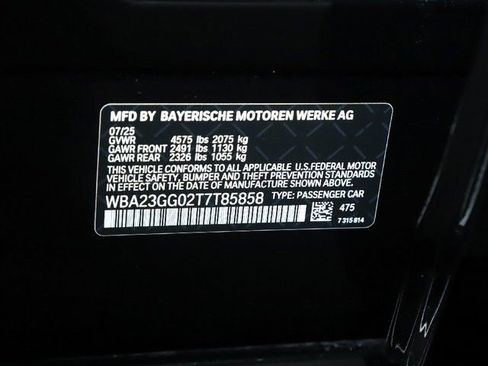 MFD BY BAYERISCHE MOTOREN WERKE AG
07/25
GVWR 4575 lbs 2075 kg
GAWR FRONT 2491 lbs 1130 kg
GAWR REAR 2326 lbs 1055 kg
THIS VEHICLE CONFORMS TO ALL APPLICABLE U.S.FEDERAL MOTOR
VEHICLE SAFETY, BUMPER AND THEFT PREVENTION STANDARDS
IN EFFECT ON THE DATE OF MANUFACTURE SHOWN ABOVE.
WBA23GG02T7T85858 TYPE: PASSENGER CAR
475
7 315 814